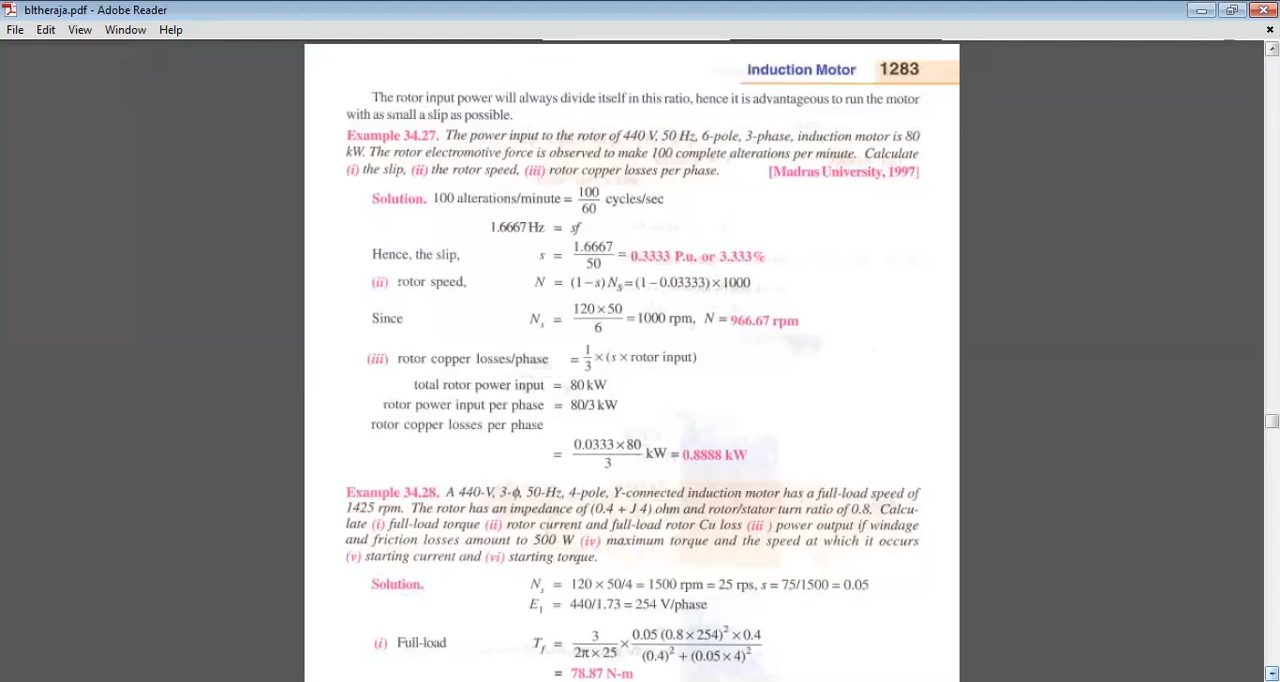 bltheraja.pdf - Adobe Reader
File Edit View Window Help
Induction Motor 1283
The rotor input power will always divide itself in this ratio, hence it is advantageous to run the motor
with as small a slip as possible.
Example 34.27. The power input to the rotor of 440 V, 50 Hz, 6-pole, 3-phase, induction motor is 80
kW. The rotor electromotive force is observed to make 100 complete alterations per minute. Calculate
(i) the slip, (ii) the rotor speed, (iii) rotor copper losses per phase. [Madras University, 1997]
Solution. 100 alterations/minute = 100/60 cycles/sec
1.6667 Hz = sf
Hence, the slip, s = 1.6667/50 = 0.3333 P.u. or 3.333%
(ii) rotor speed, N = (1 – s) Ns = (1 – 0.03333) × 1000
Since Ns = 120 × 50/6 = 1000 rpm, N = 966.67 rpm
(iii) rotor copper losses/phase = 1/3 × (s × rotor input)
total rotor power input = 80 kW
rotor power input per phase = 80/3 kW
rotor copper losses per phase
= 0.0333 × 80/3 kW = 0.8888 kW
Example 34.28. A 440-V, 3-ϕ, 50-Hz, 4-pole, Y-connected induction motor has a full-load speed of
1425 rpm. The rotor has an impedance of (0.4 + J 4) ohm and rotor/stator turn ratio of 0.8. Calcu-
late (i) full-load torque (ii) rotor current and full-load rotor Cu loss (iii ) power output if windage
and friction losses amount to 500 W (iv) maximum torque and the speed at which it occurs
(v) starting current and (vi) starting torque.
Solution. Ns = 120 × 50/4 = 1500 rpm = 25 rps, s = 75/1500 = 0.05
E1 = 440/1.73 = 254 V/phase
(i) Full-load Tf = 3/2π × 25 × 0.05 (0.8 × 254)² × 0.4/(0.4)² + (0.05 × 4)²
= 78.87 N-m